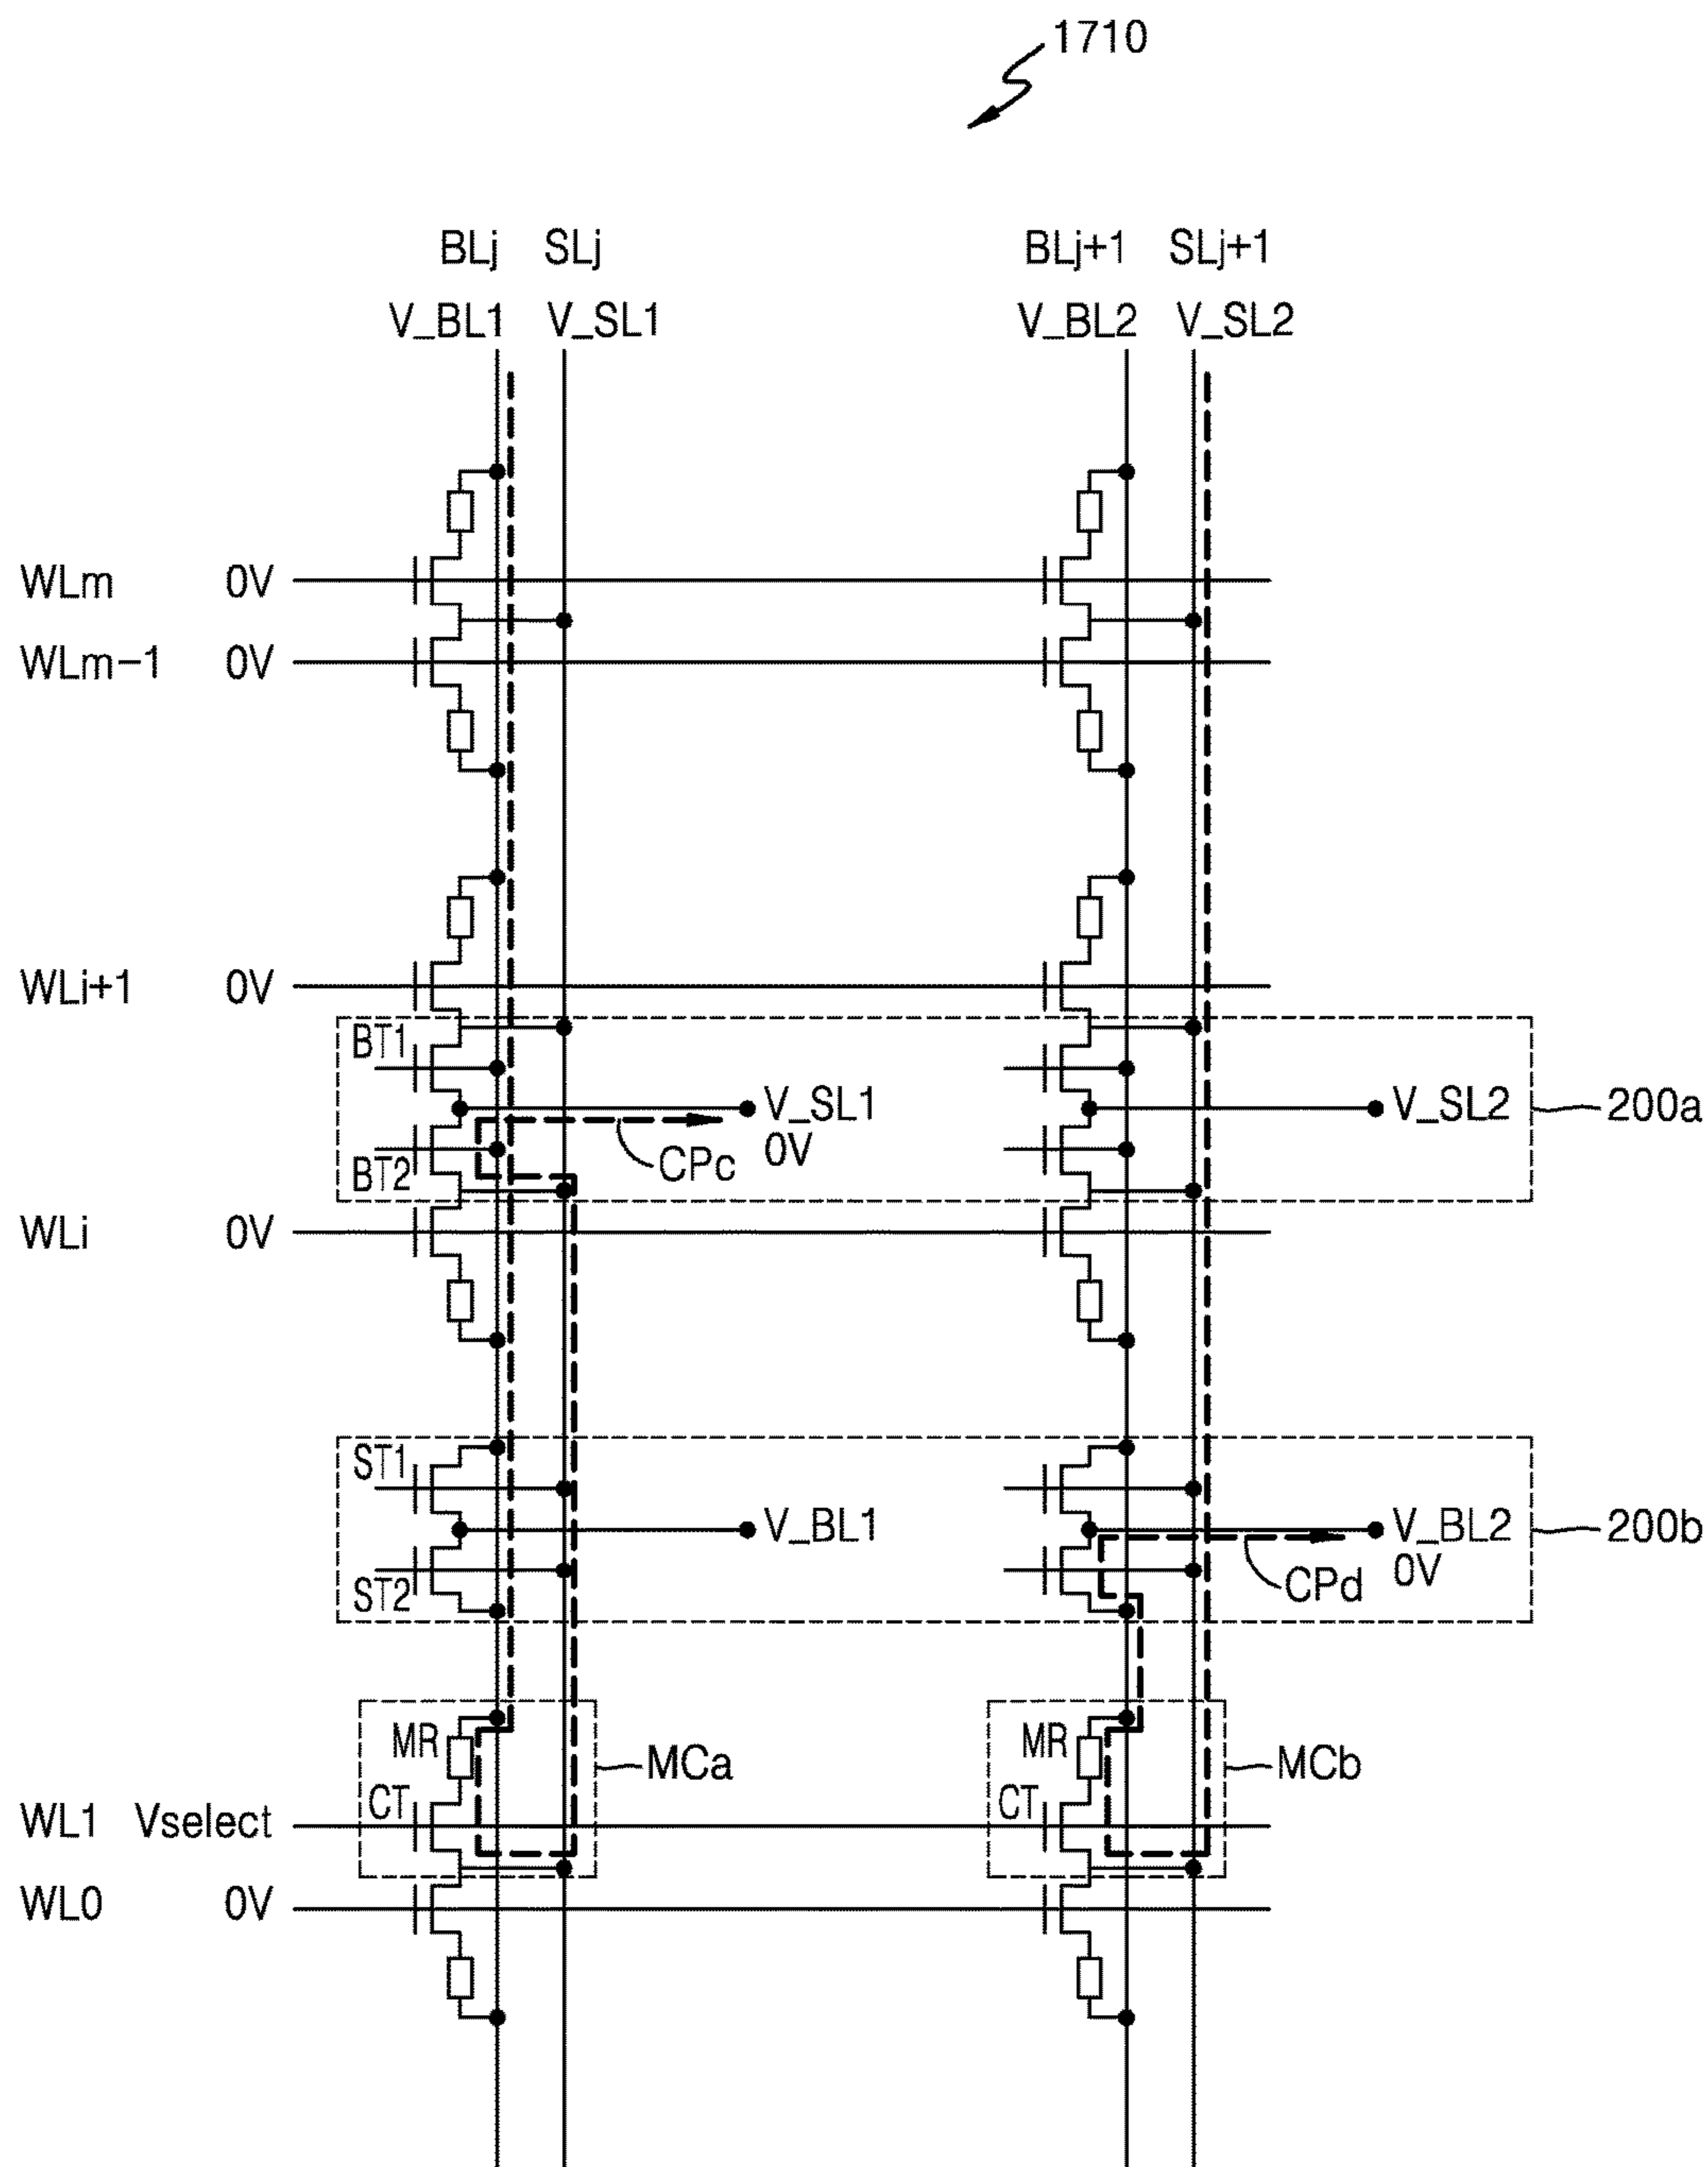 1710
BLj SLj BLj+1 SLj+1
V_BL1 V_SL1 V_BL2 V_SL2
WLm 0V
WLm-1 0V
WLi+1 0V
BT1
V_SL1 V_SL2 200a
0V
CPc
BT2
WLi 0V
ST1
V_BL1 V_BL2 200b
0V
CPd
ST2
MR MCa MR MCb
CT CT
WL1 Vselect
WL0 0V